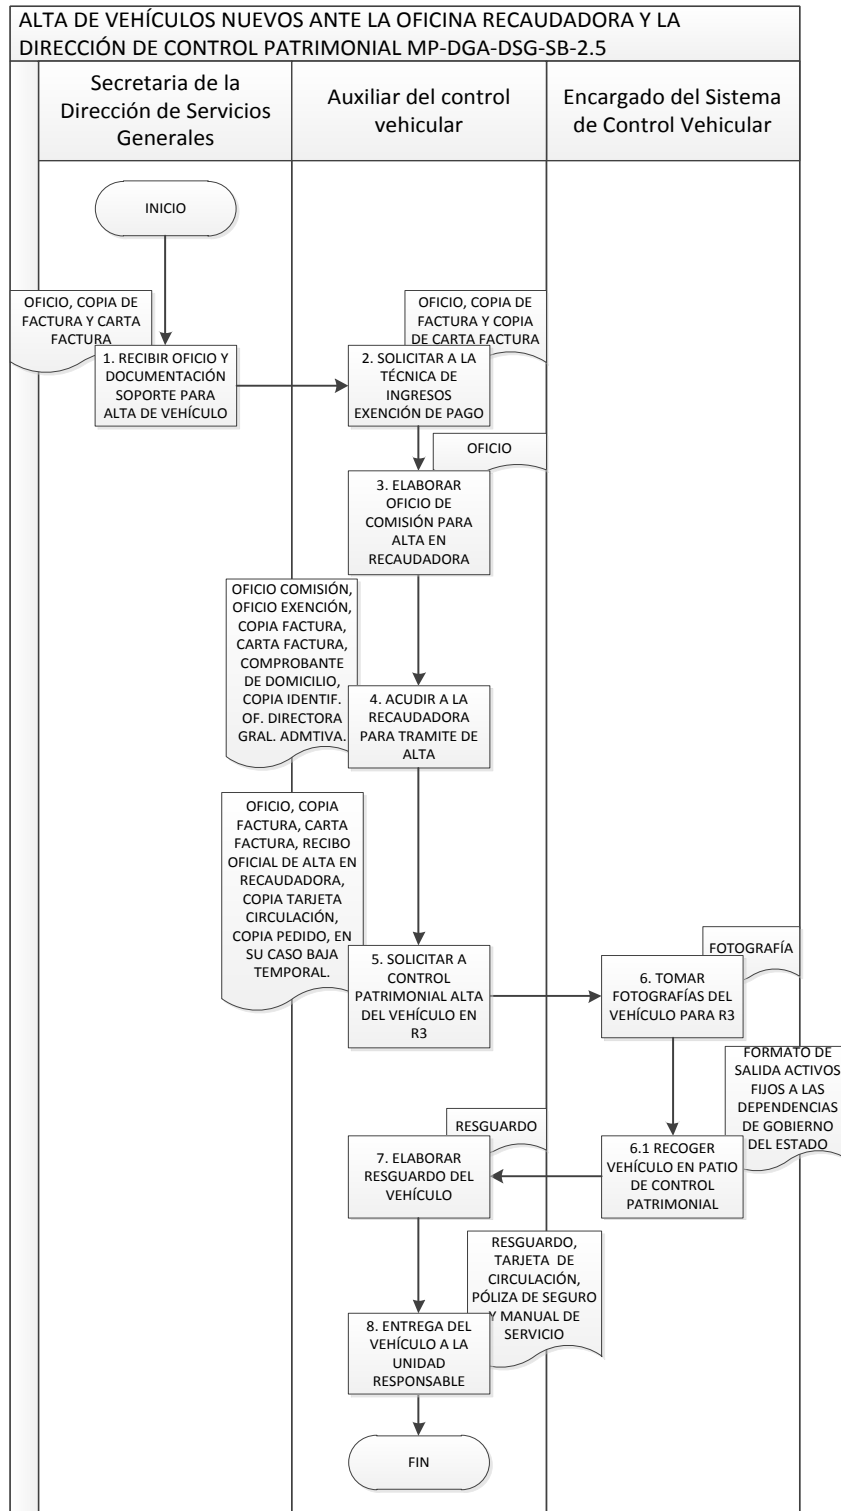 ALTA DE VEHÍCULOS NUEVOS ANTE LA OFICINA RECAUDADORA Y LA
DIRECCIÓN DE CONTROL PATRIMONIAL MP-DGA-DSG-SB-2.5
Secretaria de la
Dirección de Servicios
Generales
Auxiliar del control
vehicular
Encargado del Sistema
de Control Vehicular
INICIO
OFICIO, COPIA DE
FACTURA Y CARTA
FACTURA
1. RECIBIR OFICIO Y
DOCUMENTACIÓN
SOPORTE PARA
ALTA DE VEHÍCULO
OFICIO, COPIA DE
FACTURA Y COPIA
DE CARTA FACTURA
2. SOLICITAR A LA
TÉCNICA DE
INGRESOS
EXENCIÓN DE PAGO
OFICIO
3. ELABORAR
OFICIO DE
COMISIÓN PARA
ALTA EN
RECAUDADORA
OFICIO COMISIÓN,
OFICIO EXENCIÓN,
COPIA FACTURA,
CARTA FACTURA,
COMPROBANTE
DE DOMICILIO,
COPIA IDENTIF.
OF. DIRECTORA
GRAL. ADMTIVA.
4. ACUDIR A LA
RECAUDADORA
PARA TRAMITE DE
ALTA
OFICIO, COPIA
FACTURA, CARTA
FACTURA, RECIBO
OFICIAL DE ALTA EN
RECAUDADORA,
COPIA TARJETA
CIRCULACIÓN,
COPIA PEDIDO, EN
SU CASO BAJA
TEMPORAL.
5. SOLICITAR A
CONTROL
PATRIMONIAL ALTA
DEL VEHÍCULO EN
R3
FOTOGRAFÍA
6. TOMAR
FOTOGRAFÍAS DEL
VEHÍCULO PARA R3
FORMATO DE
SALIDA ACTIVOS
FIJOS A LAS
DEPENDENCIAS
DE GOBIERNO
DEL ESTADO
6.1 RECOGER
VEHÍCULO EN PATIO
DE CONTROL
PATRIMONIAL
RESGUARDO
7. ELABORAR
RESGUARDO DEL
VEHÍCULO
RESGUARDO,
TARJETA DE
CIRCULACIÓN,
PÓLIZA DE SEGURO
Y MANUAL DE
SERVICIO
8. ENTREGA DEL
VEHÍCULO A LA
UNIDAD
RESPONSABLE
FIN